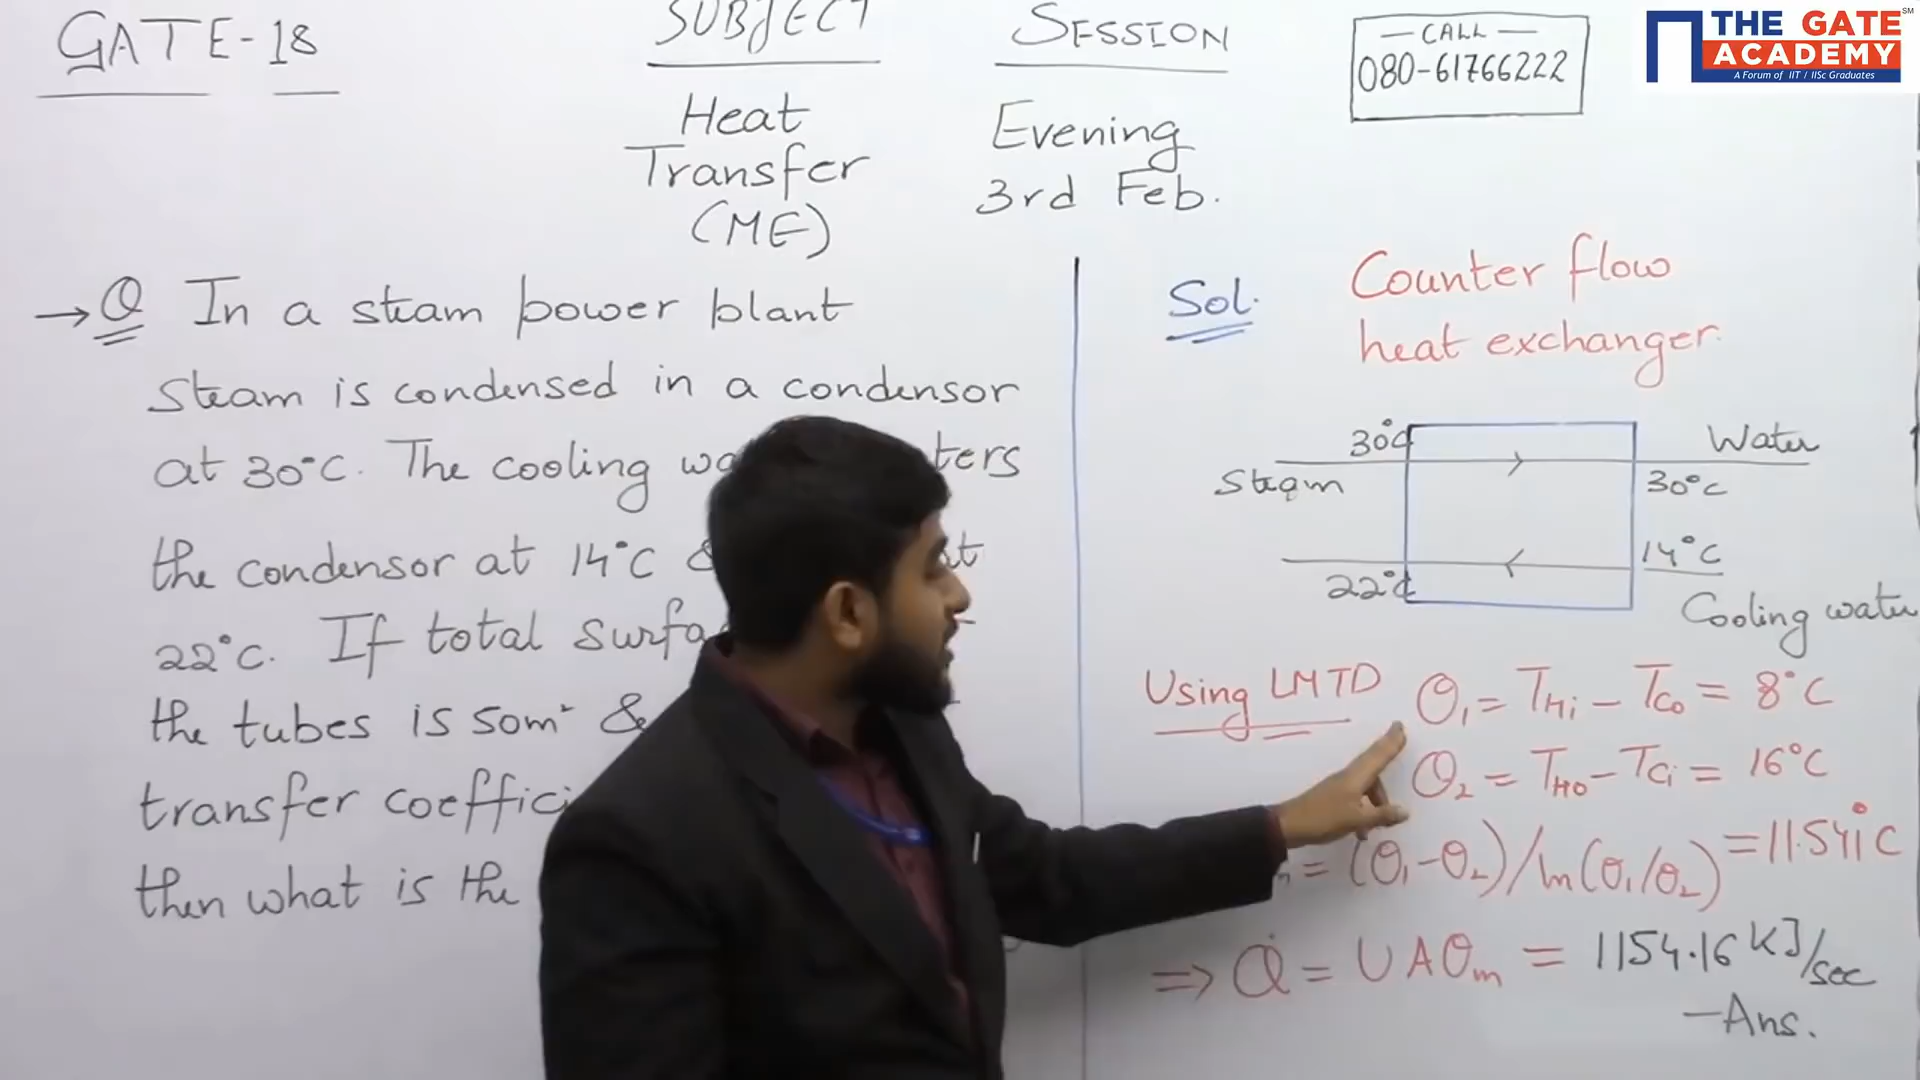 GATE-18
SUBJECT
Heat
Transfer
(ME)
SESSION
Evening
3rd Feb.
— CALL —
080-61766222
THE GATE
ACADEMY
SM
A Forum of IIT / IISc Graduates
→ Q In a steam power plant
Steam is condensed in a condensor
at 30°C. The cooling
the condensor at 14°C &
22°C. If total
the tubes is 50m² &
transfer
then what is the
Sol.
Counter flow
heat exchanger.
30°C
Steam
Water
30°C
14°C
22°C
Cooling water
Using LMTD θ₁ = THi - Tco = 8°C
θ₂ = THo - Tci = 16°C
= (θ₁-θ₂)/ln(θ₁/θ₂) = 11.541°C
⇒ Q̇ = UAθm = 1154.16 KJ/sec
-Ans.